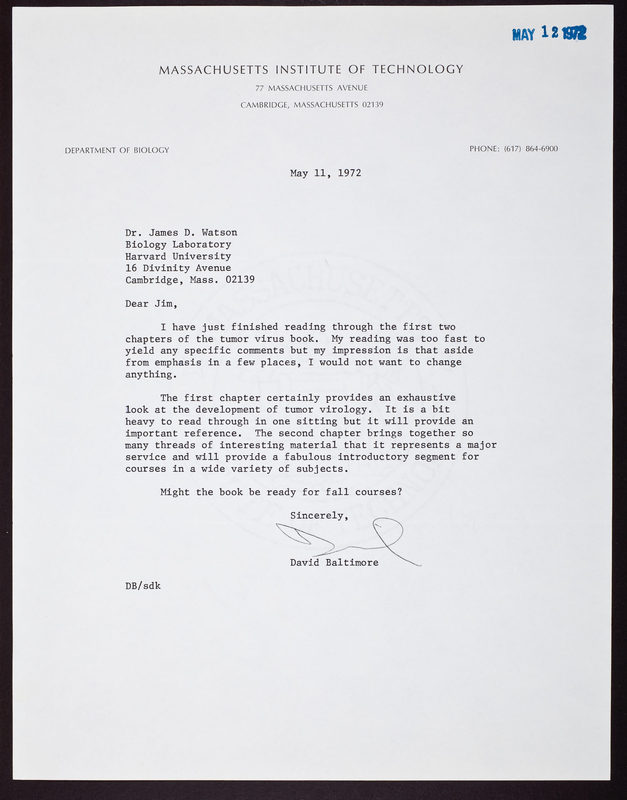 MAY 12 1972
MASSACHUSETTS INSTITUTE OF TECHNOLOGY
77 MASSACHUSETTS AVENUE
CAMBRIDGE, MASSACHUSETTS 02139
DEPARTMENT OF BIOLOGY
PHONE: (617) 864-6900
May 11, 1972
Dr. James D. Watson
Biology Laboratory
Harvard University
16 Divinity Avenue
Cambridge, Mass. 02139
Dear Jim,
I have just finished reading through the first two
chapters of the tumor virus book. My reading was too fast to
yield any specific comments but my impression is that aside
from emphasis in a few places, I would not want to change
anything.
The first chapter certainly provides an exhaustive
look at the development of tumor virology. It is a bit
heavy to read through in one sitting but it will provide an
important reference. The second chapter brings together so
many threads of interesting material that it represents a major
service and will provide a fabulous introductory segment for
courses in a wide variety of subjects.
Might the book be ready for fall courses?
Sincerely,
David Baltimore
DB/sdk